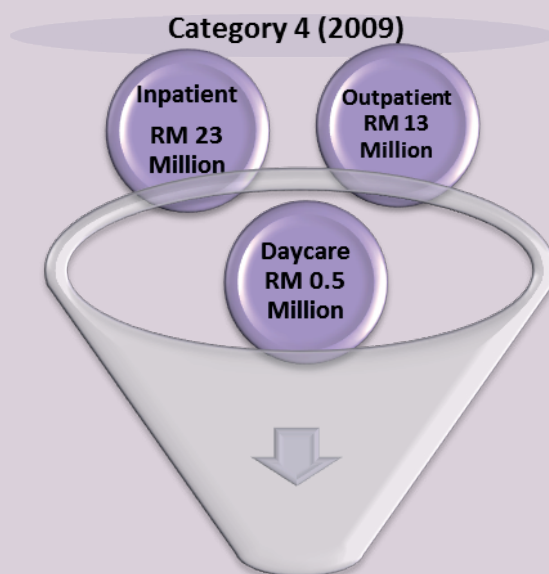 Category 4 (2009)
Inpatient
RM 23
Million
Outpatient
RM 13
Million
Daycare
RM 0.5
Million